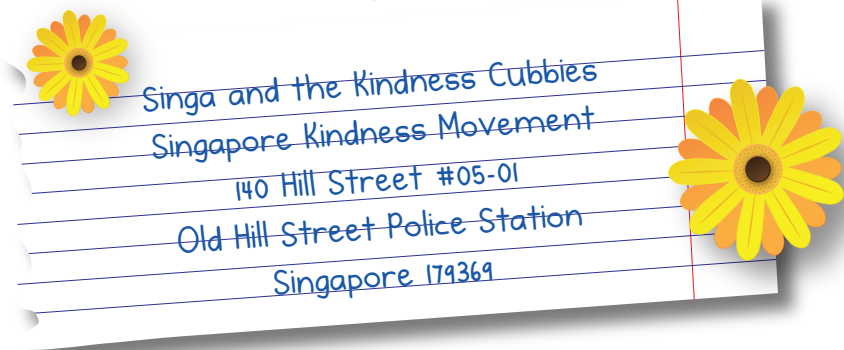 Singa and the Kindness Cubbies
Singapore Kindness Movement
140 Hill Street #05-01
Old Hill Street Police Station
Singapore 179369